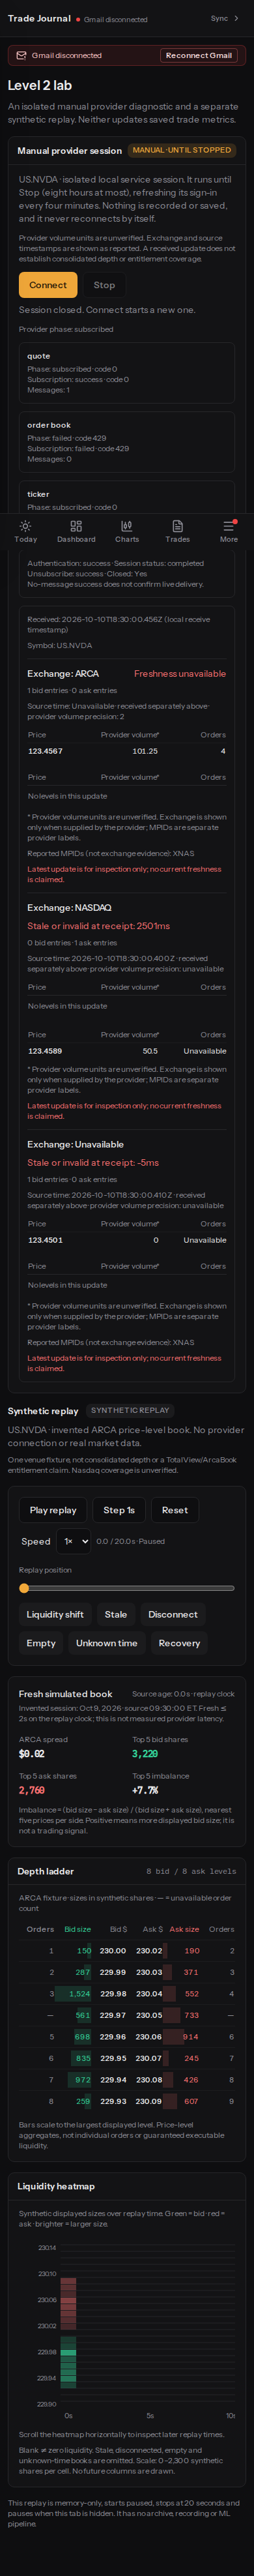 Trade Journal Gmail disconnected Sync
Gmail disconnected Reconnect Gmail
Level 2 lab
An isolated manual provider diagnostic and a separate
synthetic replay. Neither updates saved trade metrics.
Manual provider session MANUAL · UNTIL STOPPED
US.NVDA · isolated local service session. It runs until
Stop (eight hours at most), refreshing its sign-in
every four minutes. Nothing is recorded or saved,
and it never reconnects by itself.
Provider volume units are unverified. Exchange and source
timestamps are shown as reported. A received update does not
establish consolidated depth or entitlement coverage.
Connect Stop
Session closed. Connect starts a new one.
Provider phase: subscribed
quote
Phase: subscribed · code 0
Subscription: success · code 0
Messages: 1
order book
Phase: failed · code 429
Subscription: failed · code 429
Messages: 0
ticker
Phase: subscribed · code 0
Today Dashboard Charts Trades More
Authentication: success · Session status: closed
Unsubscribe: success · Closed: Yes
No-message success does not confirm live delivery.
Received: 2026-10-10T18:30:00.456Z (local receive
timestamp)
Symbol: US.NVDA
Exchange: ARCA Freshness unavailable
1 bid entries · 0 ask entries
Source time: Unavailable · received separately above ·
provider volume precision: 2
Price Provider volume* Orders
123.4567 101.25 4
Price Provider volume* Orders
No levels in this update
* Provider volume units are unverified. Exchange is shown
only when supplied by the provider; MPIDs are separate
provider labels.
Reported MPIDs (not exchange evidence): XNAS
Latest update is for inspection only; no current freshness
is claimed.
Exchange: NASDAQ
Stale or invalid at receipt: 2501ms
0 bid entries · 1 ask entries
Source time: 2026-10-10T18:30:00.400Z · received
separately above · provider volume precision: unavailable
Price Provider volume* Orders
No levels in this update
Price Provider volume* Orders
123.4589 50.5 Unavailable
* Provider volume units are unverified. Exchange is shown
only when supplied by the provider; MPIDs are separate
provider labels.
Latest update is for inspection only; no current freshness
is claimed.
Exchange: Unavailable
Stale or invalid at receipt: -5ms
1 bid entries · 0 ask entries
Source time: 2026-10-10T18:30:00.410Z · received
separately above · provider volume precision: unavailable
Price Provider volume* Orders
123.4501 0 Unavailable
Price Provider volume* Orders
No levels in this update
* Provider volume units are unverified. Exchange is shown
only when supplied by the provider; MPIDs are separate
provider labels.
Reported MPIDs (not exchange evidence): XNAS
Latest update is for inspection only; no current freshness
is claimed.
Synthetic replay SYNTHETIC REPLAY
US.NVDA · invented ARCA price-level book. No provider
connection or real market data.
One venue fixture, not consolidated depth or a TotalView/ArcaBook
entitlement claim. Nasdaq coverage is unverified.
Play replay Step 1s Reset
Speed 1× 0.0 / 20.0s · Paused
Replay position
Liquidity shift Stale Disconnect
Empty Unknown time Recovery
Fresh simulated book Source age: 0.0s · replay clock
Invented session: Oct 9, 2026 · source 09:30:00 ET. Fresh ≤
2s on the replay clock; this is not measured provider latency.
ARCA spread Top 5 bid shares
$0.02 3,220
Top 5 ask shares Top 5 imbalance
2,760 +7.7%
Imbalance = (bid size − ask size) / (bid size + ask size), nearest
five prices per side. Positive means more displayed bid size; it is
not a trading signal.
Depth ladder 8 bid / 8 ask levels
ARCA fixture · sizes in synthetic shares · — = unavailable order
count
Orders Bid size Bid $ Ask $ Ask size Orders
1 150 230.00 230.02 190 2
2 287 229.99 230.03 371 3
3 1,524 229.98 230.04 552 4
— 561 229.97 230.05 733 —
5 698 229.96 230.06 914 6
6 835 229.95 230.07 245 7
7 972 229.94 230.08 426 8
8 259 229.93 230.09 607 9
Bars scale to the largest displayed level. Price-level
aggregates, not individual orders or guaranteed executable
liquidity.
Liquidity heatmap
Synthetic displayed sizes over replay time. Green = bid · red =
ask · brighter = larger size.
230.14
230.10
230.06
230.02
229.98
229.94
229.90
0s 5s 10s
Scroll the heatmap horizontally to inspect later replay times.
Blank ≠ zero liquidity. Stale, disconnected, empty and
unknown-time books are omitted. Scale: 0–2,300 synthetic
shares per cell. No future columns are drawn.
This replay is memory-only, starts paused, stops at 20 seconds and
pauses when this tab is hidden. It has no archive, recording or ML
pipeline.